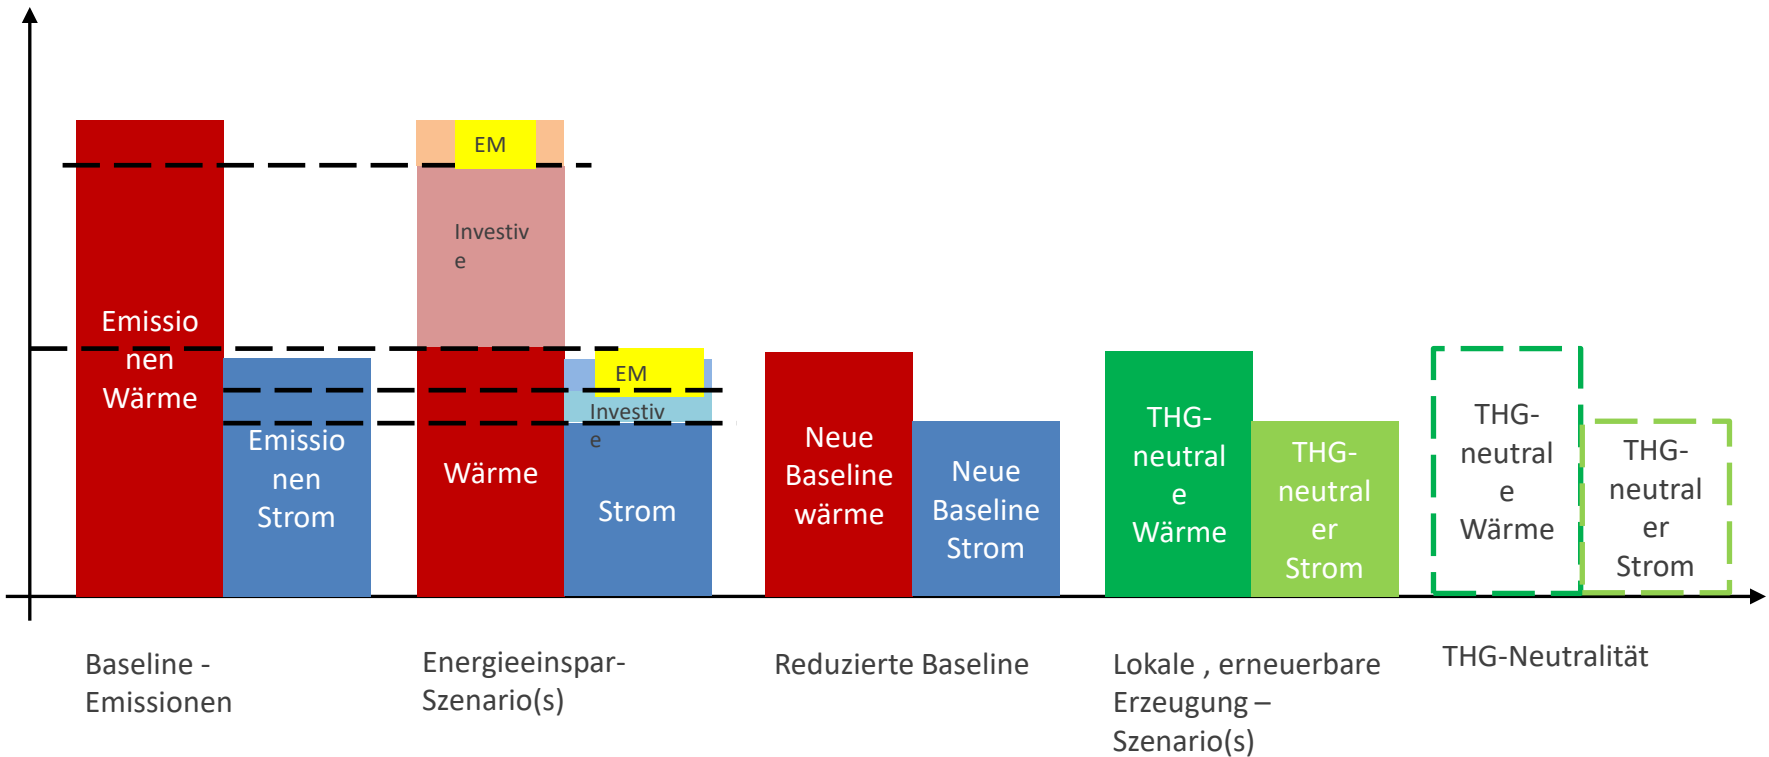 Emissio
nen
Wärme
Emissio
nen
Strom
EM
Investiv
e
Wärme
EM
Investiv
e
Strom
Neue
Baseline
wärme
Neue
Baseline
Strom
THG-
neutral
e
Wärme
THG-
neutral
er
Strom
THG-
neutral
e
Wärme
THG-
neutral
er
Strom
Baseline -
Emissionen
Energieeinspar-
Szenario(s)
Reduzierte Baseline
Lokale , erneuerbare
Erzeugung –
Szenario(s)
THG-Neutralität